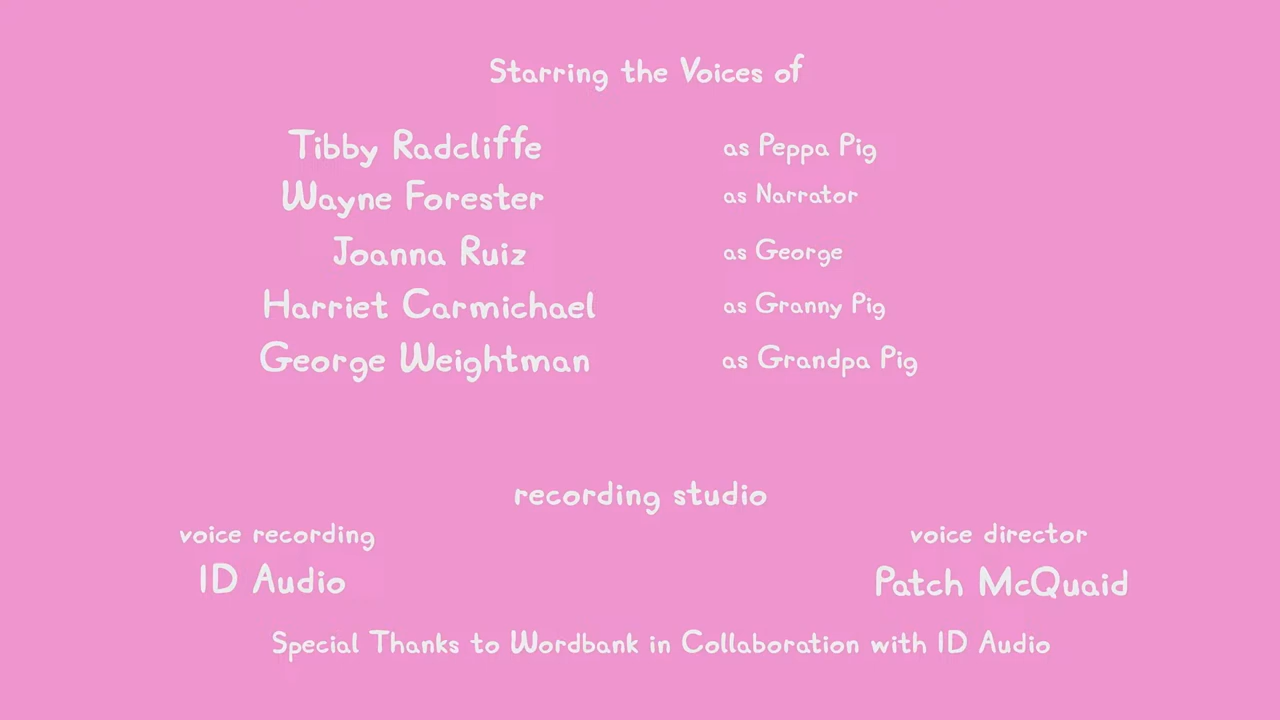 Starring the Voices of
Tibby Radcliffe as Peppa Pig
Wayne Forester as Narrator
Joanna Ruiz as George
Harriet Carmichael as Granny Pig
George Weightman as Grandpa Pig
recording studio
voice recording voice director
ID Audio Patch McQuaid
Special Thanks to Wordbank in Collaboration with ID Audio